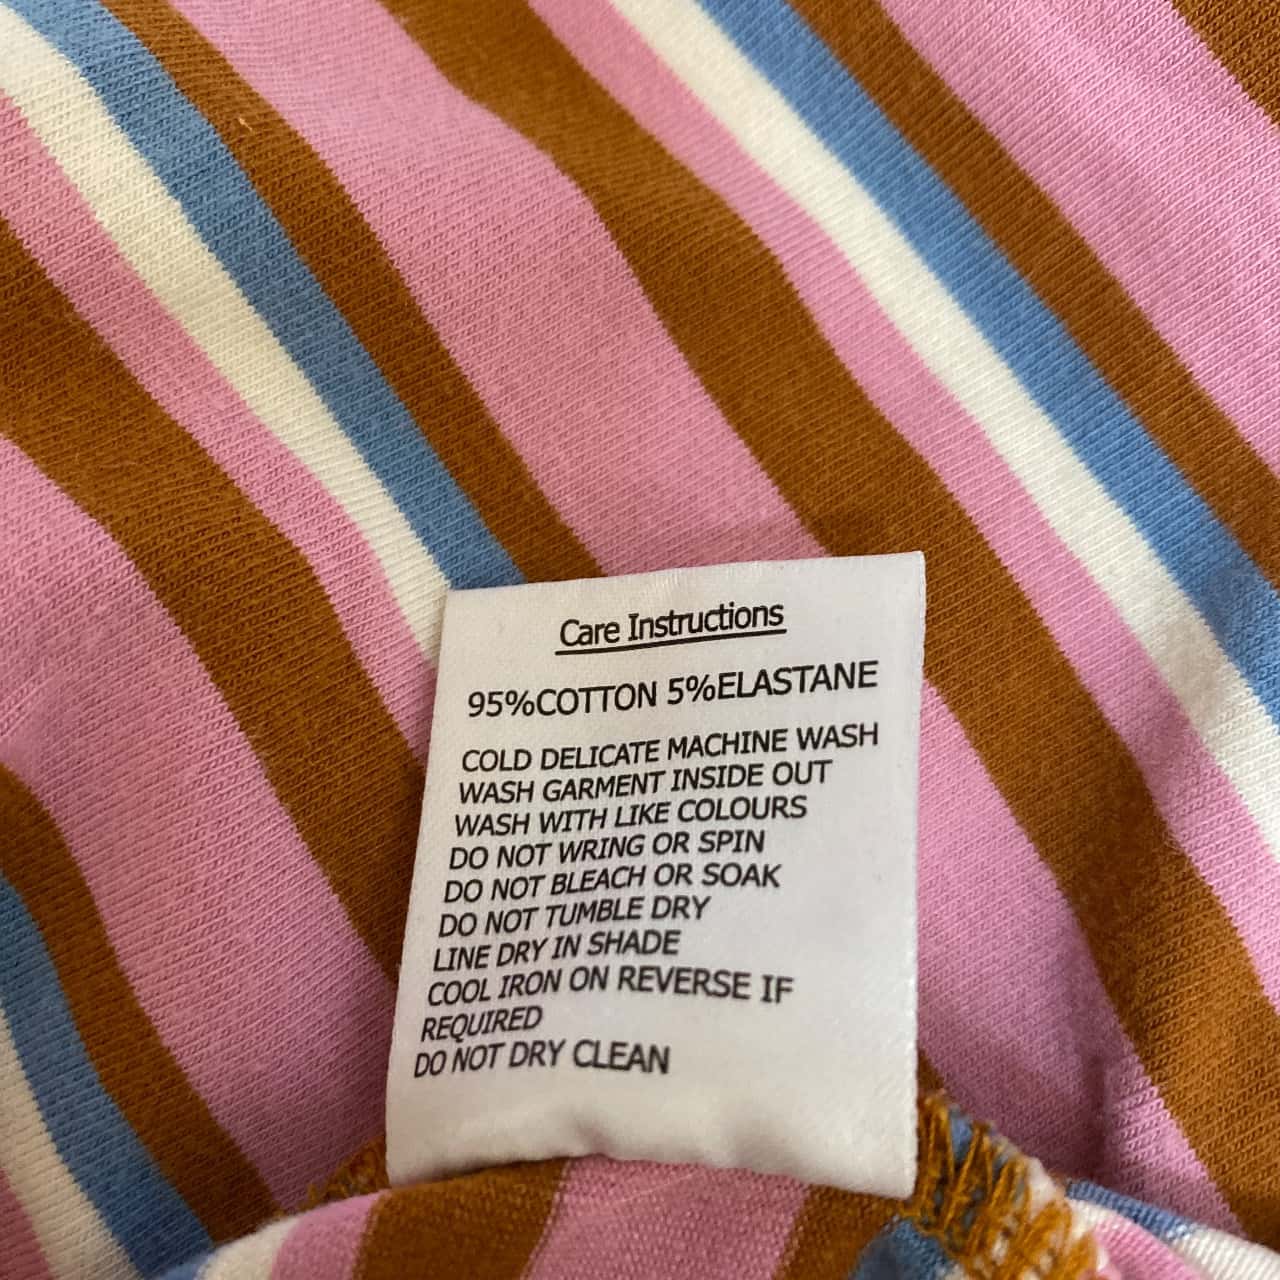 Care Instructions
95%COTTON 5%ELASTANE
COLD DELICATE MACHINE WASH
WASH GARMENT INSIDE OUT
WASH WITH LIKE COLOURS
DO NOT WRING OR SPIN
DO NOT BLEACH OR SOAK
DO NOT TUMBLE DRY
LINE DRY IN SHADE
COOL IRON ON REVERSE IF
REQUIRED
DO NOT DRY CLEAN